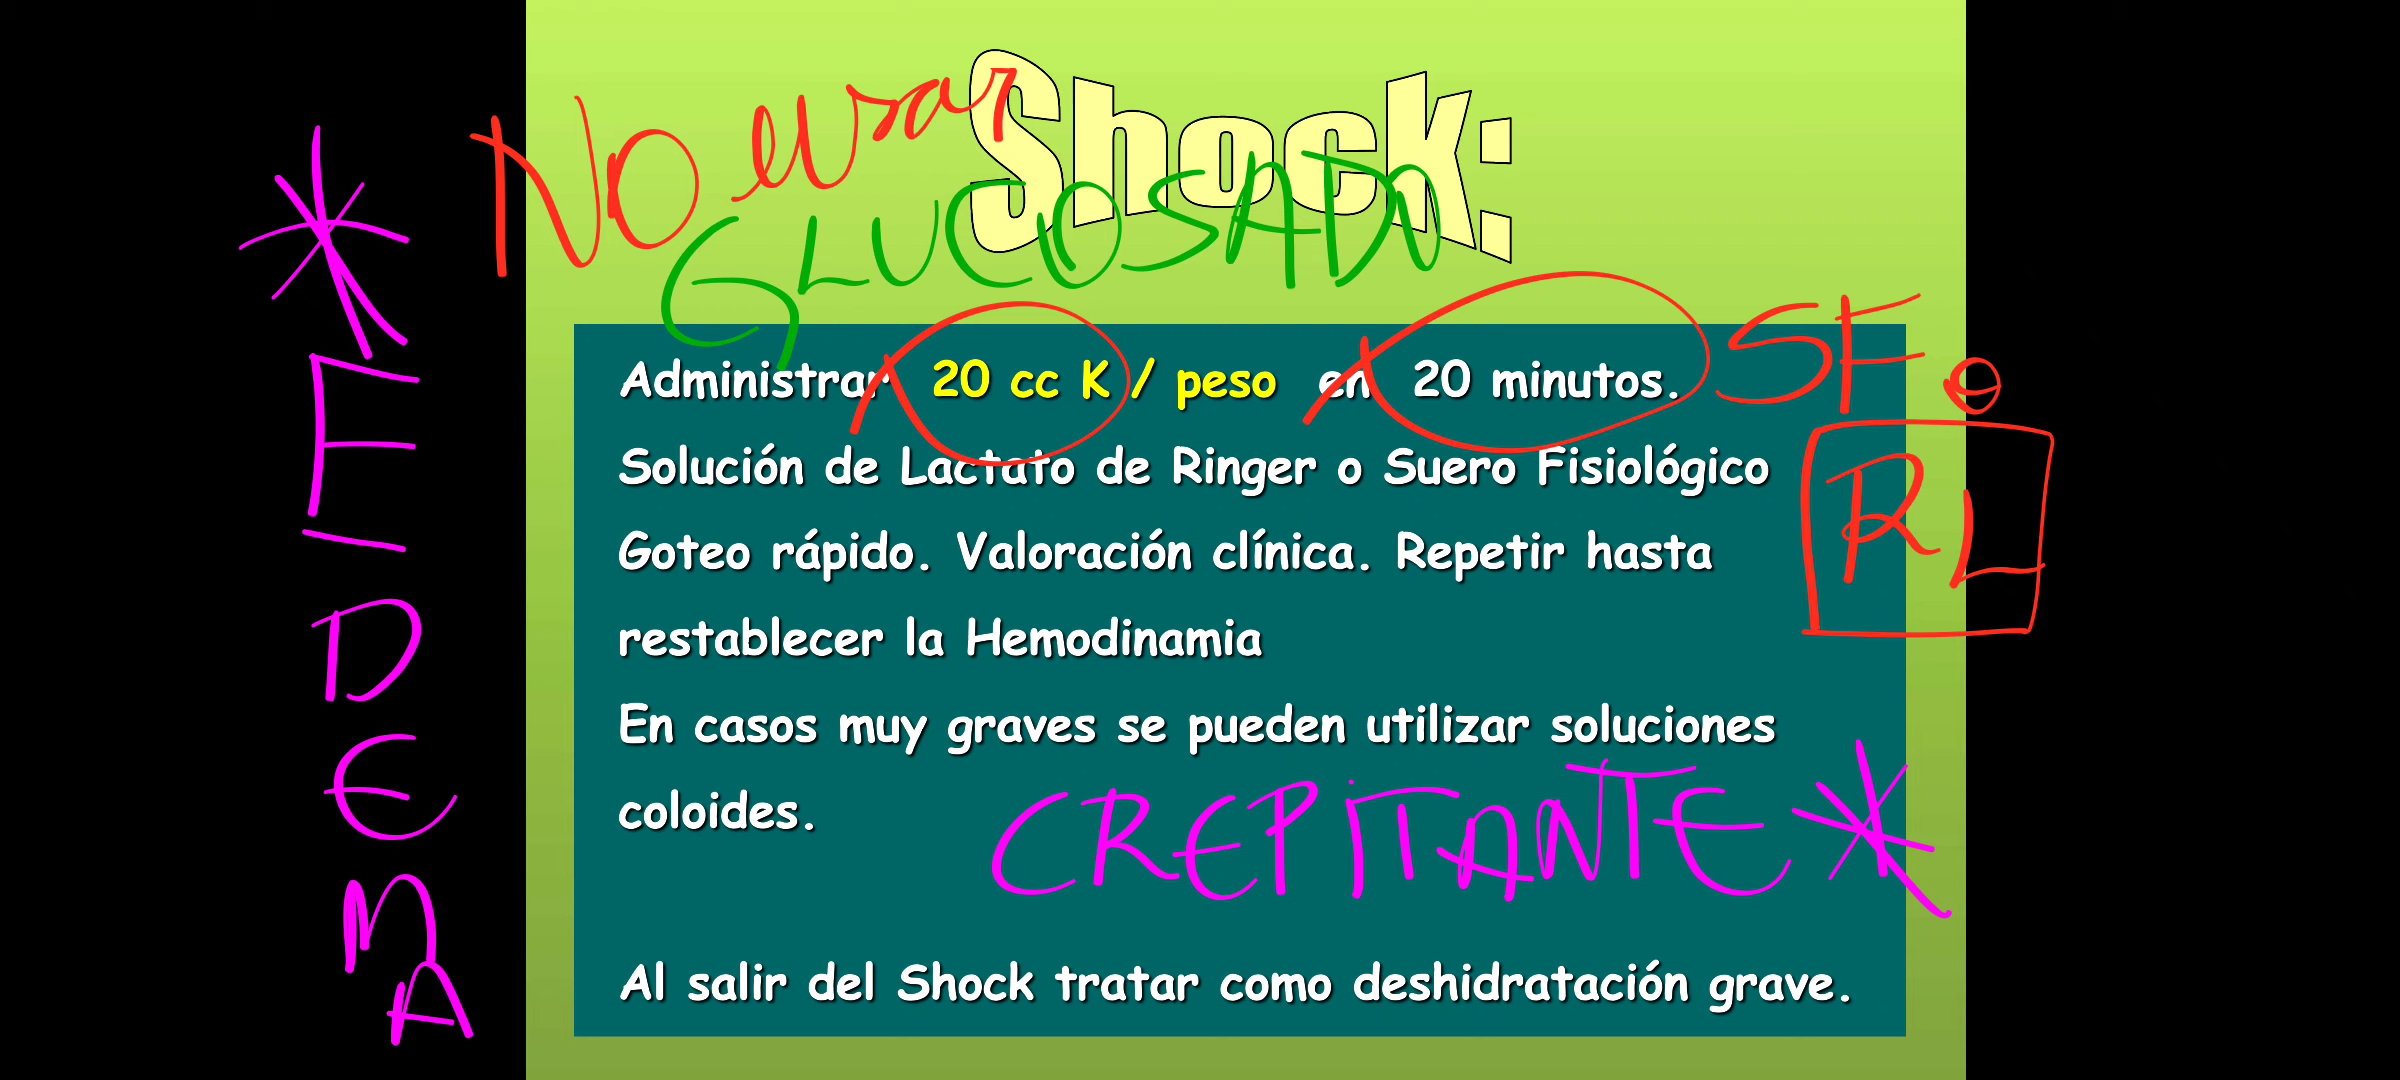 No usar
Shock:
GLUCOSADO
Administrar 20 cc K / peso en 20 minutos.
SF o
RL
Solución de Lactato de Ringer o Suero Fisiológico
Goteo rápido. Valoración clínica. Repetir hasta
restablecer la Hemodinamia
En casos muy graves se pueden utilizar soluciones
coloides.
CREPITANTE *
Al salir del Shock tratar como deshidratación grave.
* EDEMA